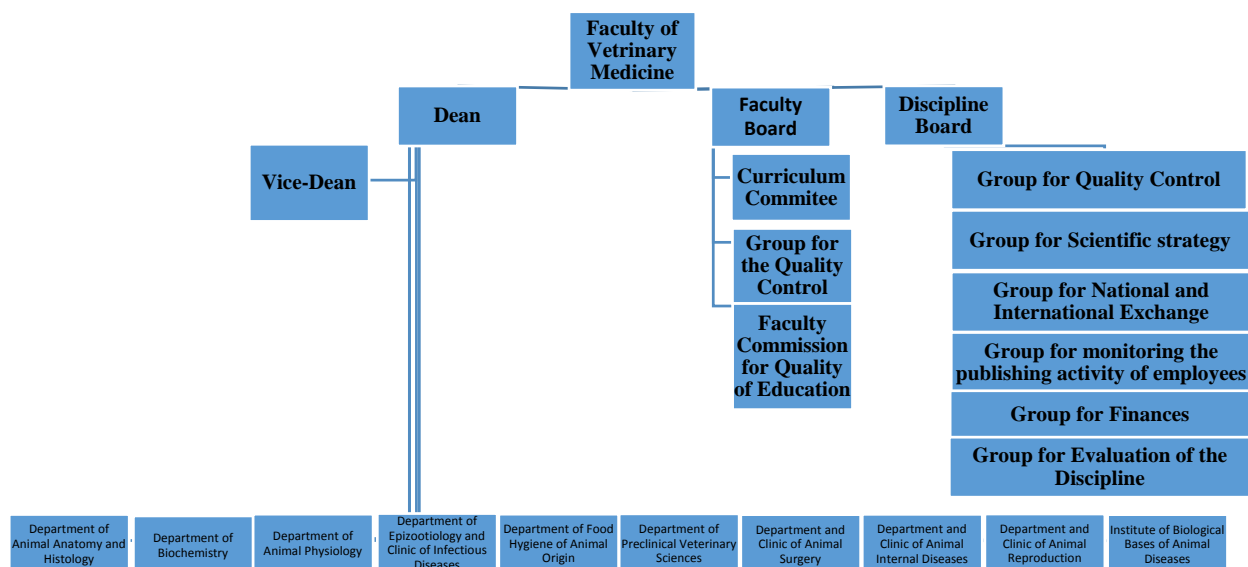 Faculty of
Vetrinary
Medicine
Dean
Faculty
Board
Discipline
Board
Vice-Dean
Curriculum
Commitee
Group for
the Quality
Control
Faculty
Commission
for Quality
of Education
Group for Quality Control
Group for Scientific strategy
Group for National and
International Exchange
Group for monitoring the
publishing activity of employees
Group for Finances
Group for Evaluation of the
Discipline
Department of
Animal Anatomy and
Histology
Department of
Biochemistry
Department of
Animal Physiology
Department of
Epizootiology and
Clinic of Infectious
Diseases
Department of Food
Hygiene of Animal
Origin
Department of
Preclinical Veterinary
Sciences
Department and
Clinic of Animal
Surgery
Department and
Clinic of Animal
Internal Diseases
Department and
Clinic of Animal
Reproduction
Institute of Biological
Bases of Animal
Diseases